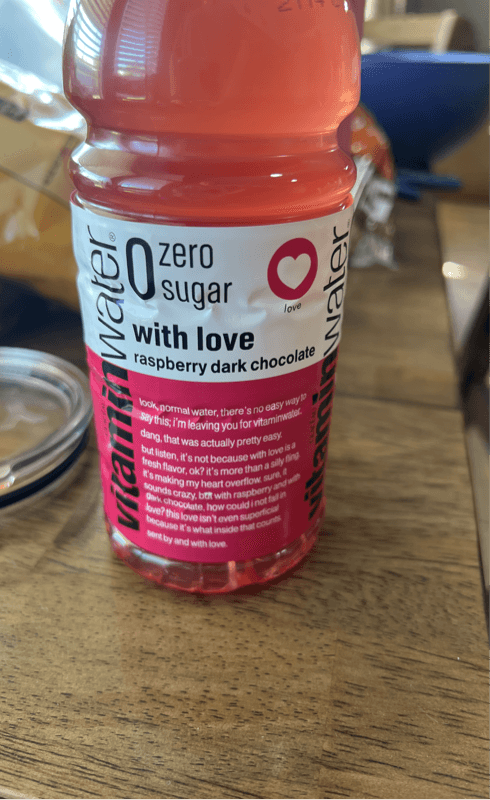 vitaminwater®
0 zero
sugar
love
with love
raspberry dark chocolate
look, normal water, there's no easy way to
say this; i'm leaving you for vitaminwater.
dang, that was actually pretty easy.
but listen, it's not because with love is a
fresh flavor, ok? it's more than a silly fling.
it's making my heart overflow. sure, it
sounds crazy, but with raspberry and with
dark chocolate, how could i not fall in
love? this love isn't even superficial
because it's what inside that counts.
sent by and with love.
vitaminwater